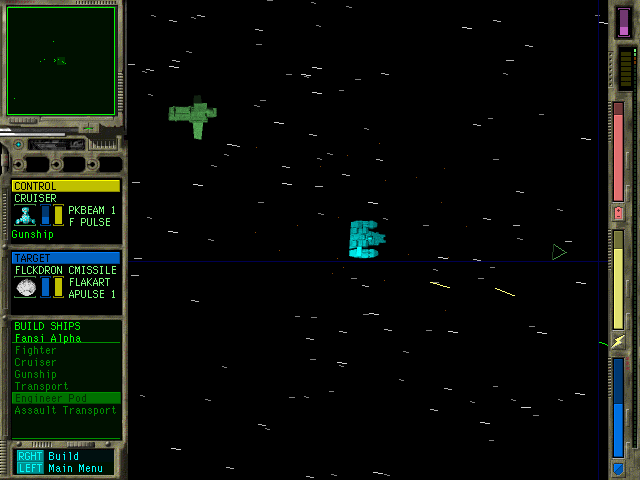 CONTROL
CRUISER
PKBEAM 1
F PULSE
Gunship
TARGET
FLCKDRON CMISSILE
FLAKART
APULSE 1
BUILD SHIPS
Fansi Alpha
Fighter
Cruiser
Gunship
Transport
Engineer Pod
Assault Transport
RGHT Build
LEFT Main Menu